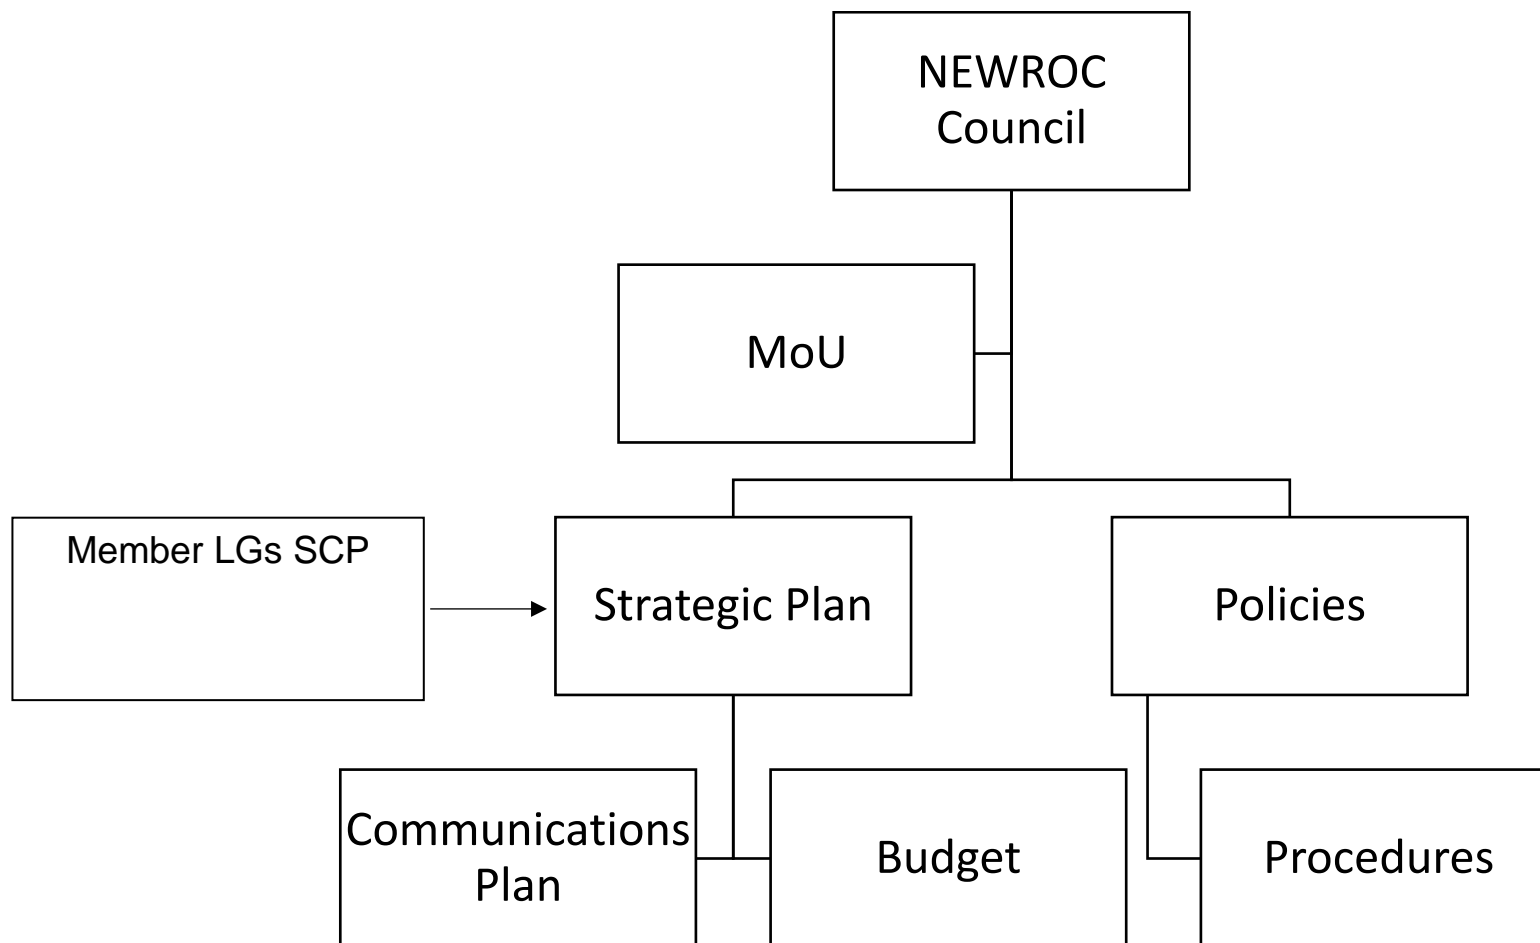 NEWROC
Council
MoU
Member LGs SCP
Strategic Plan
Policies
Communications
Plan
Budget
Procedures